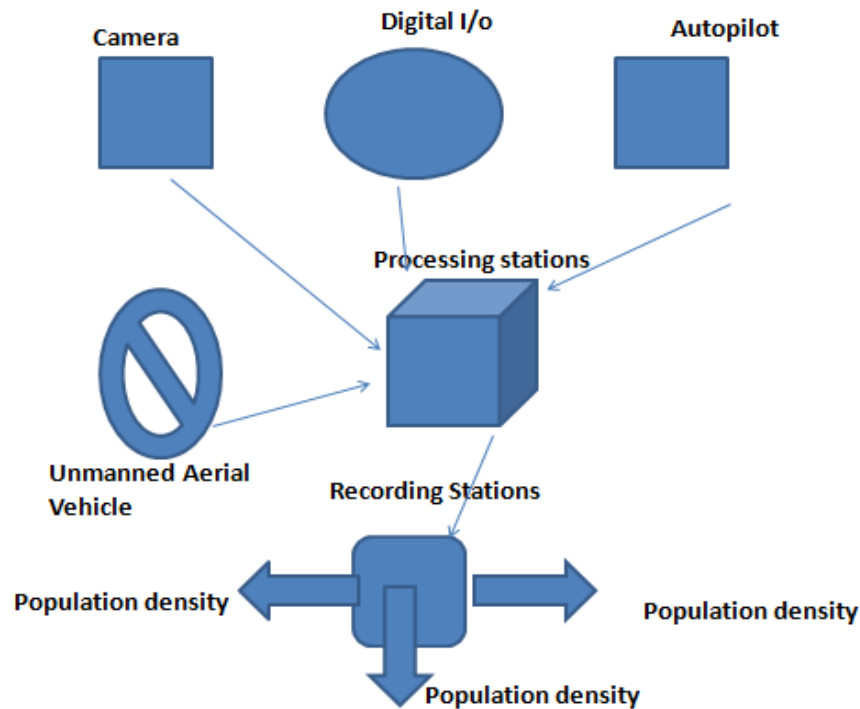 Camera
Digital I/o
Autopilot
Processing stations
Unmanned Aerial
Vehicle
Recording Stations
Population density
Population density
Population density